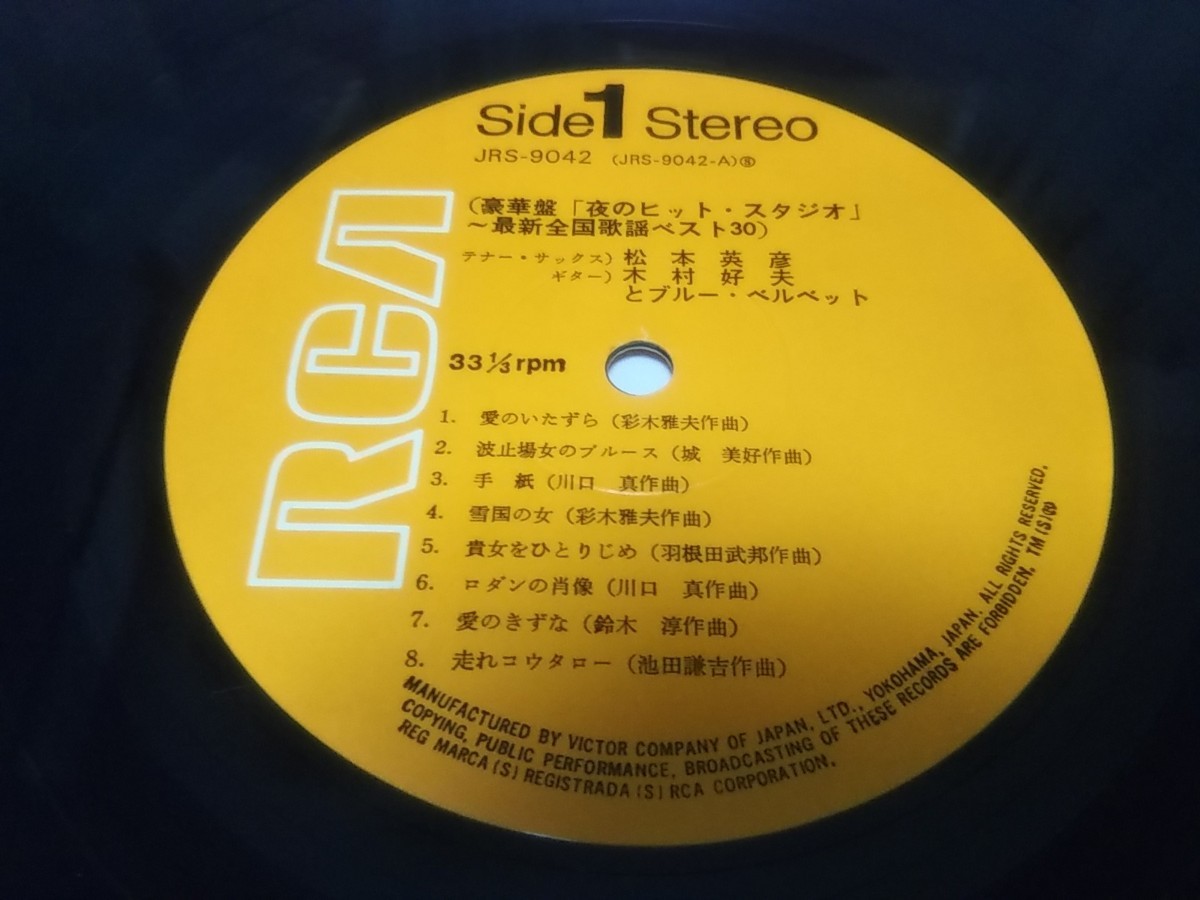 Side 1 Stereo
JRS-9042 (JRS-9042-A)Ⓢ
RCA
(豪華盤「夜のヒット・スタジオ」
～最新全国歌謡ベスト30)
テナー・サックス) 松本英彦
ギター) 木村好夫
とブルー・ベルベット
33 1/3 rpm
1. 愛のいたずら (彩木雅夫作曲)
2. 波止場女のブルース (城 美好作曲)
3. 手 紙 (川口 真作曲)
4. 雪国の女 (彩木雅夫作曲)
5. 貴女をひとりじめ (羽根田武邦作曲)
6. ロダンの肖像 (川口 真作曲)
7. 愛のきずな (鈴木 淳作曲)
8. 走れコウタロー (池田謙吉作曲)
MANUFACTURED BY VICTOR COMPANY OF JAPAN, LTD., YOKOHAMA, JAPAN. ALL RIGHTS RESERVED.
COPYING, PUBLIC PERFORMANCE, BROADCASTING OF THESE RECORDS ARE FORBIDDEN. TM(S)®
REG MARCA(S) REGISTRADA(S) RCA CORPORATION.